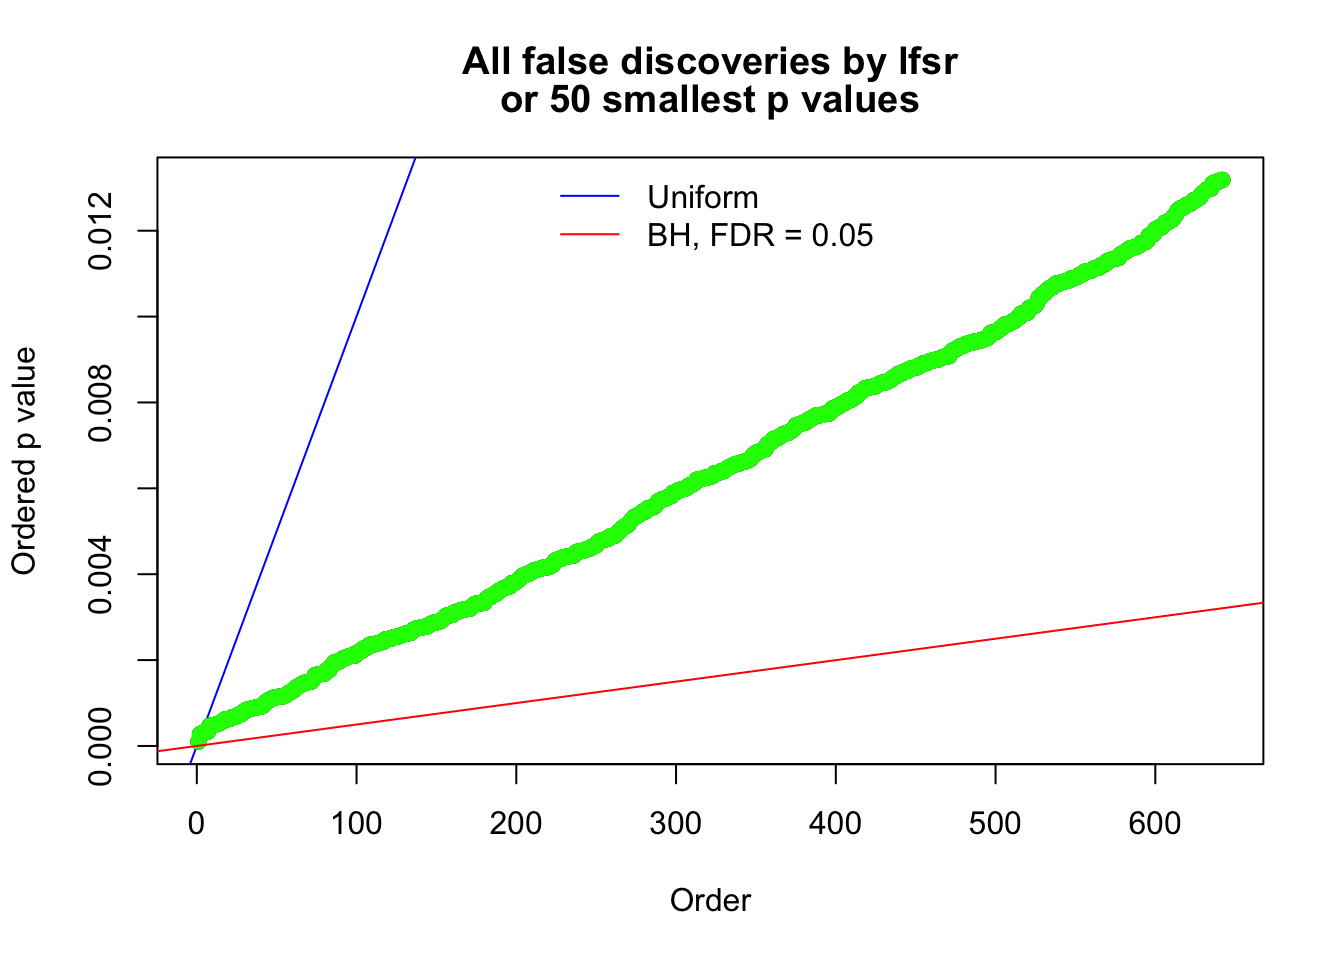 All false discoveries by lfsr
or 50 smallest p values
Uniform
BH, FDR = 0.05
Ordered p value
0.012
0.008
0.004
0.000
0 100 200 300 400 500 600
Order